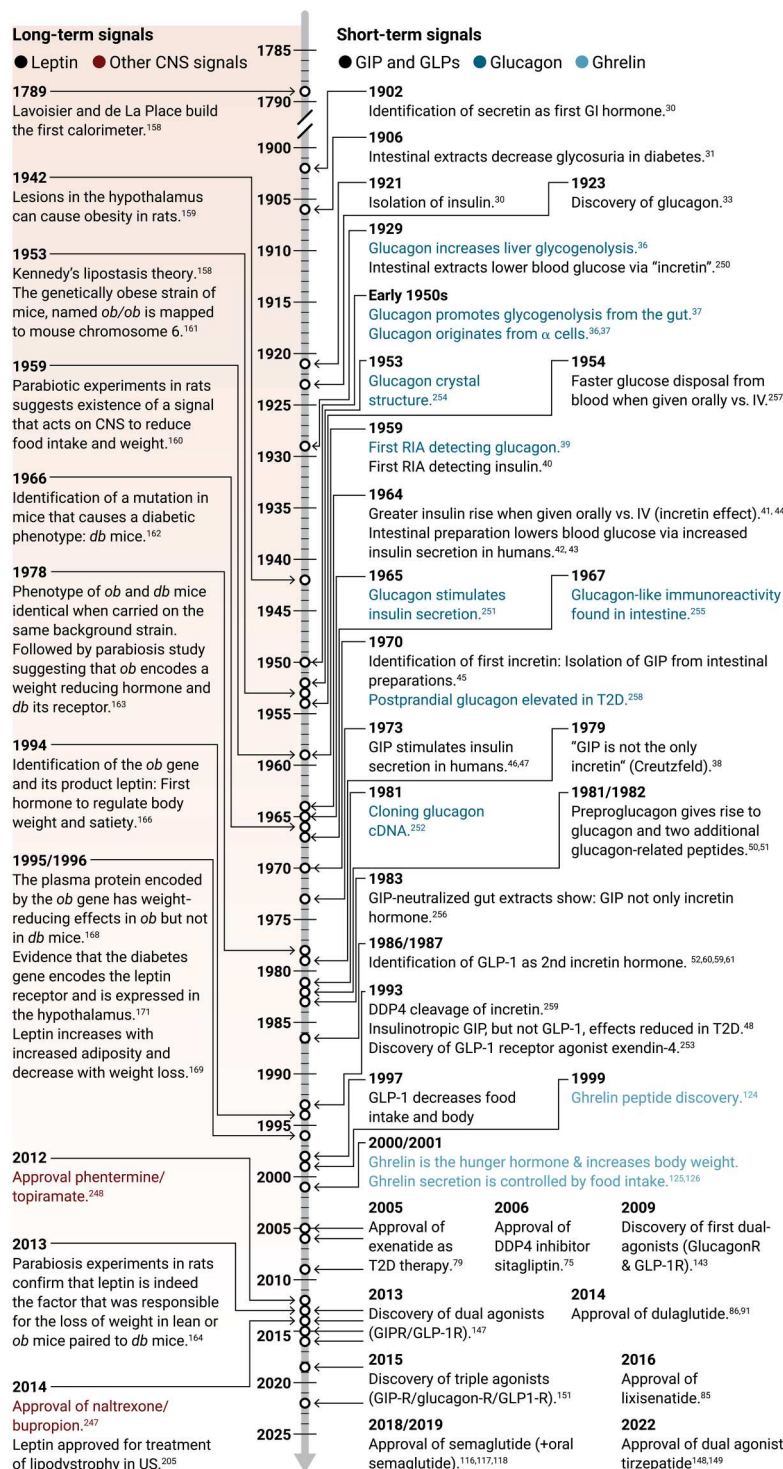 Long-term signals
● Leptin ● Other CNS signals
1789
Lavoisier and de La Place build
the first calorimeter.158
1942
Lesions in the hypothalamus
can cause obesity in rats.159
1953
Kennedy's lipostasis theory.158
The genetically obese strain of
mice, named ob/ob is mapped
to mouse chromosome 6.161
1959
Parabiotic experiments in rats
suggests existence of a signal
that acts on CNS to reduce
food intake and weight.160
1966
Identification of a mutation in
mice that causes a diabetic
phenotype: db mice.162
1978
Phenotype of ob and db mice
identical when carried on the
same background strain.
Followed by parabiosis study
suggesting that ob encodes a
weight reducing hormone and
db its receptor.163
1994
Identification of the ob gene
and its product leptin: First
hormone to regulate body
weight and satiety.166
1995/1996
The plasma protein encoded
by the ob gene has weight-
reducing effects in ob but not
in db mice.168
Evidence that the diabetes
gene encodes the leptin
receptor and is expressed in
the hypothalamus.171
Leptin increases with
increased adiposity and
decrease with weight loss.169
2012
Approval phentermine/
topiramate.248
2013
Parabiosis experiments in rats
confirm that leptin is indeed
the factor that was responsible
for the loss of weight in lean or
ob mice paired to db mice.164
2014
Approval of naltrexone/
bupropion.247
Leptin approved for treatment
of lipodystrophy in US.205
1785
1790
1900
1905
1910
1915
1920
1925
1930
1935
1940
1945
1950
1955
1960
1965
1970
1975
1980
1985
1990
1995
2000
2005
2010
2015
2020
2025
Short-term signals
● GIP and GLPs ● Glucagon ● Ghrelin
1902
Identification of secretin as first GI hormone.30
1906
Intestinal extracts decrease glycosuria in diabetes.31
1921
Isolation of insulin.30
1923
Discovery of glucagon.33
1929
Glucagon increases liver glycogenolysis.36
Intestinal extracts lower blood glucose via "incretin".250
Early 1950s
Glucagon promotes glycogenolysis from the gut.37
Glucagon originates from α cells.36,37
1953
Glucagon crystal
structure.254
1954
Faster glucose disposal from
blood when given orally vs. IV.257
1959
First RIA detecting glucagon.39
First RIA detecting insulin.40
1964
Greater insulin rise when given orally vs. IV (incretin effect).41, 44
Intestinal preparation lowers blood glucose via increased
insulin secretion in humans.42, 43
1965
Glucagon stimulates
insulin secretion.251
1967
Glucagon-like immunoreactivity
found in intestine.255
1970
Identification of first incretin: Isolation of GIP from intestinal
preparations.45
Postprandial glucagon elevated in T2D.258
1973
GIP stimulates insulin
secretion in humans.46,47
1979
"GIP is not the only
incretin" (Creutzfeld).38
1981
Cloning glucagon
cDNA.252
1981/1982
Preproglucagon gives rise to
glucagon and two additional
glucagon-related peptides.50,51
1983
GIP-neutralized gut extracts show: GIP not only incretin
hormone.256
1986/1987
Identification of GLP-1 as 2nd incretin hormone. 52,60,59,61
1993
DDP4 cleavage of incretin.259
Insulinotropic GIP, but not GLP-1, effects reduced in T2D.48
Discovery of GLP-1 receptor agonist exendin-4.253
1997
GLP-1 decreases food
intake and body
1999
Ghrelin peptide discovery.124
2000/2001
Ghrelin is the hunger hormone & increases body weight.
Ghrelin secretion is controlled by food intake.125,126
2005
Approval of
exenatide as
T2D therapy.79
2006
Approval of
DDP4 inhibitor
sitagliptin.75
2009
Discovery of first dual-
agonists (GlucagonR
& GLP-1R).143
2013
Discovery of dual agonists
(GIPR/GLP-1R).147
2014
Approval of dulaglutide.86,91
2015
Discovery of triple agonists
(GIP-R/glucagon-R/GLP1-R).151
2016
Approval of
lixisenatide.85
2018/2019
Approval of semaglutide (+oral
semaglutide).116,117,118
2022
Approval of dual agonist
tirzepatide148,149